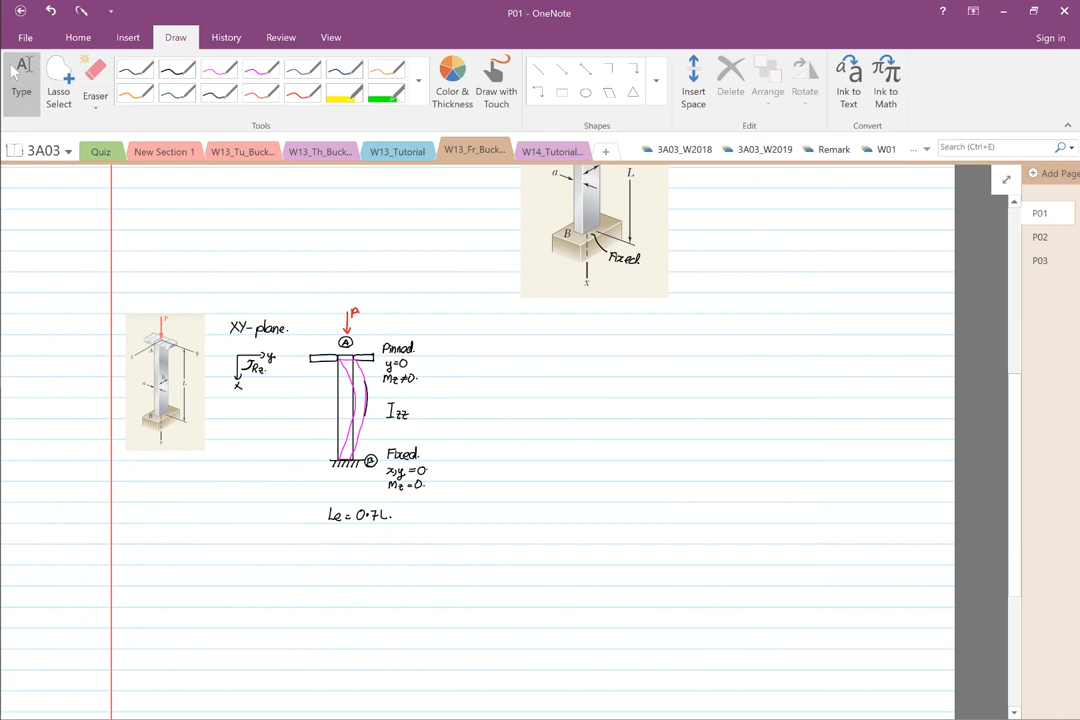 P01 - OneNote
?
Sign in
File
Home
Insert
Draw
History
Review
View
Type
Lasso Select
Eraser
Color & Thickness
Draw with Touch
Insert Space
Delete
Arrange
Rotate
Ink to Text
Ink to Math
Tools
Shapes
Edit
Convert
3A03
Quiz
New Section 1
W13_Tu_Buck...
W13_Th_Buck...
W13_Tutorial
W13_Fr_Buck...
W14_Tutorial...
3A03_W2018
3A03_W2019
Remark
W01
...
Search (Ctrl+E)
Add Page
P01
P02
P03
a
L
B
Fixed.
x
P
A
z
y
b
a
L
B
x
XY-plane.
y
Rz.
x
P
A
Pinned.
y=0
Mz≠0.
Izz
B
Fixed.
x,y =0
Mz =0.
Le = 0.7L.